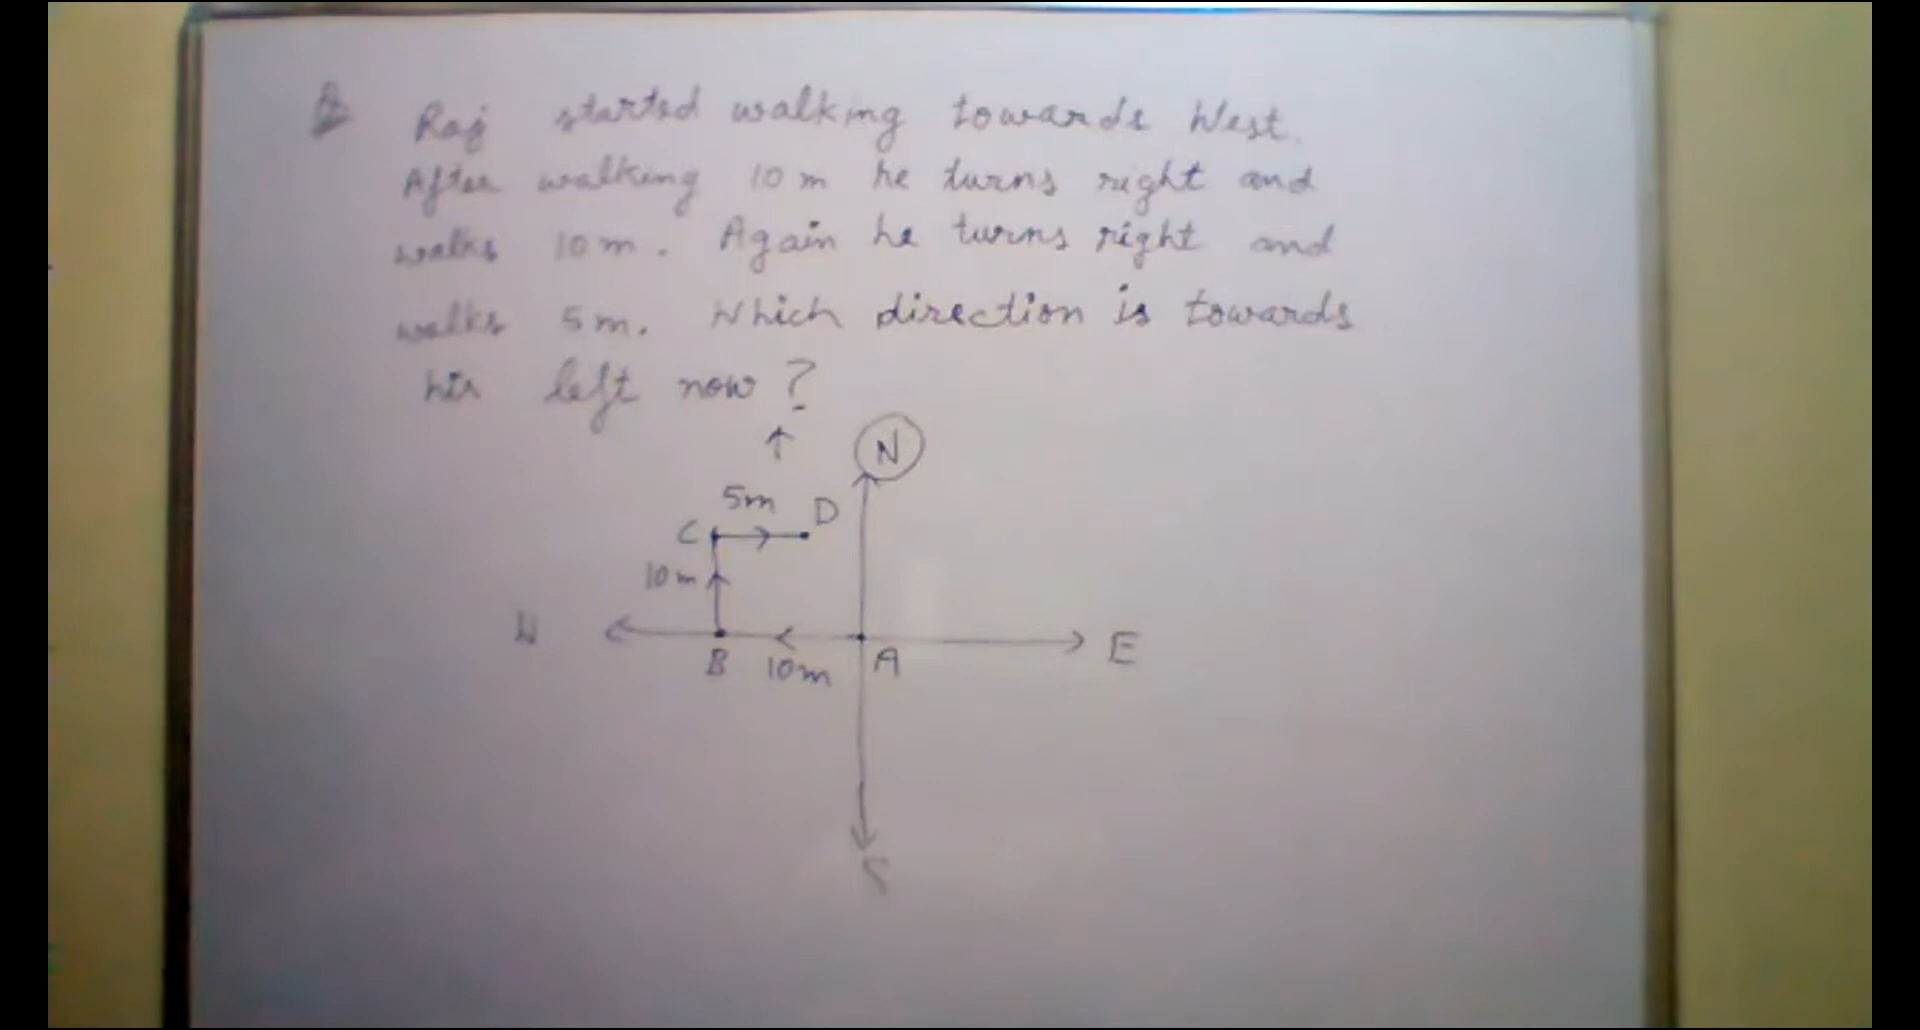 Q Raj started walking towards West.
After walking 10 m he turns right and
walks 10 m. Again he turns right and
walks 5 m. Which direction is towards
his left now?
N
5m
C D
10 m
W E
B 10m A
S